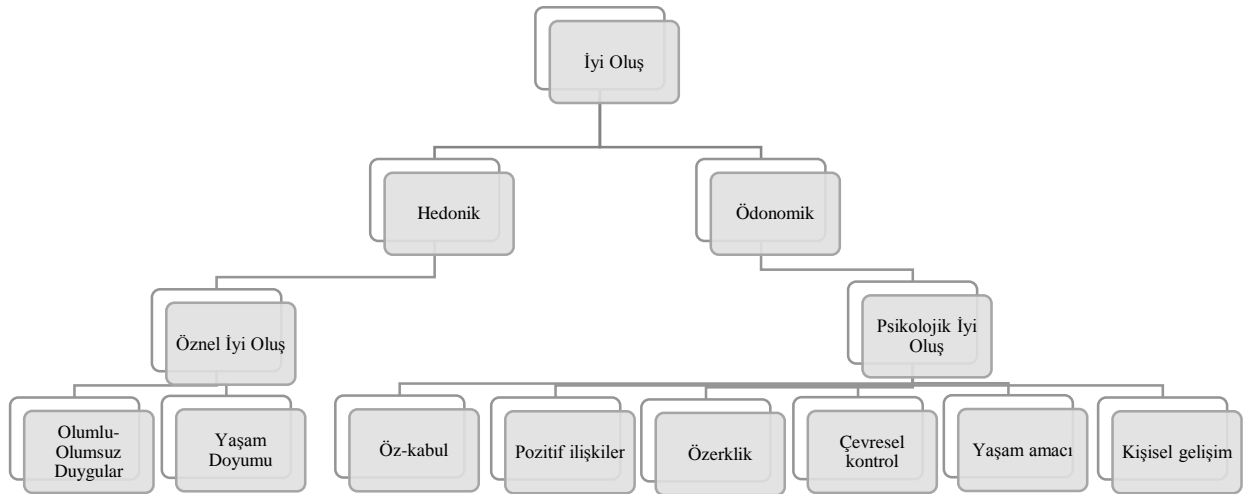 İyi Oluş
Hedonik
Ödonomik
Öznel İyi Oluş
Psikolojik İyi
Oluş
Olumlu-
Olumsuz
Duygular
Yaşam
Doyumu
Öz-kabul
Pozitif ilişkiler
Özerklik
Çevresel
kontrol
Yaşam amacı
Kişisel gelişim